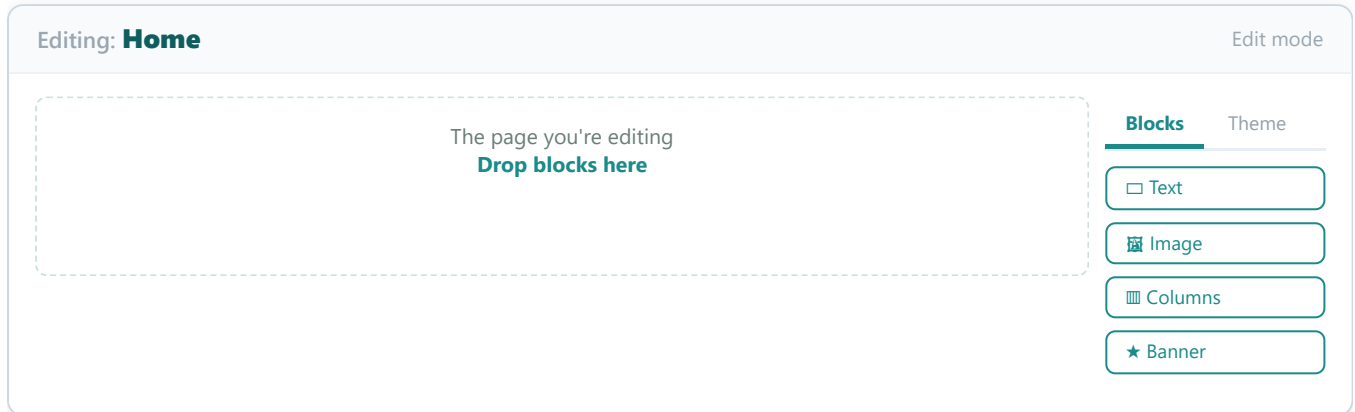 Editing: Home
Edit mode
The page you're editing
Drop blocks here
Blocks
Theme
Text
Image
Columns
★ Banner